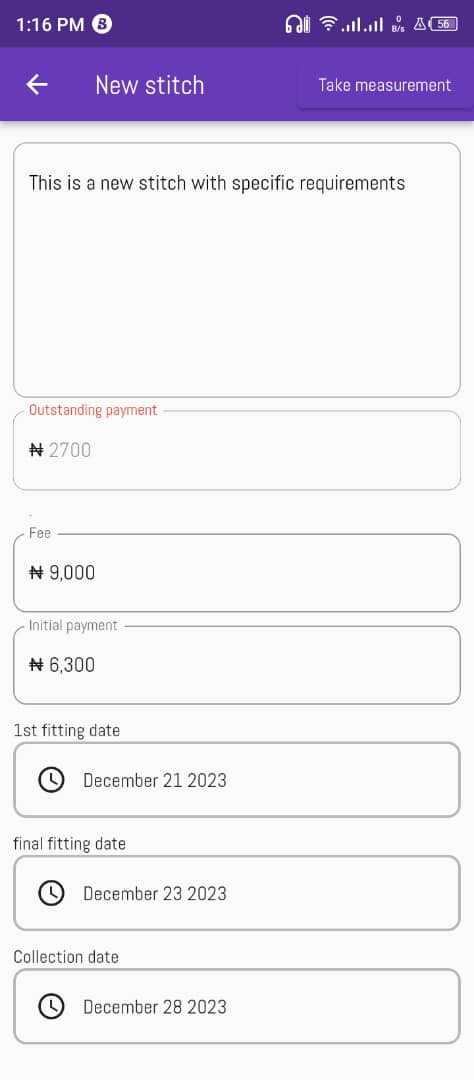 1:16 PM
0
B/s
56
New stitch
Take measurement
This is a new stitch with specific requirements
Outstanding payment
₦ 2700
.
Fee
₦ 9,000
Initial payment
₦ 6,300
1st fitting date
December 21 2023
final fitting date
December 23 2023
Collection date
December 28 2023